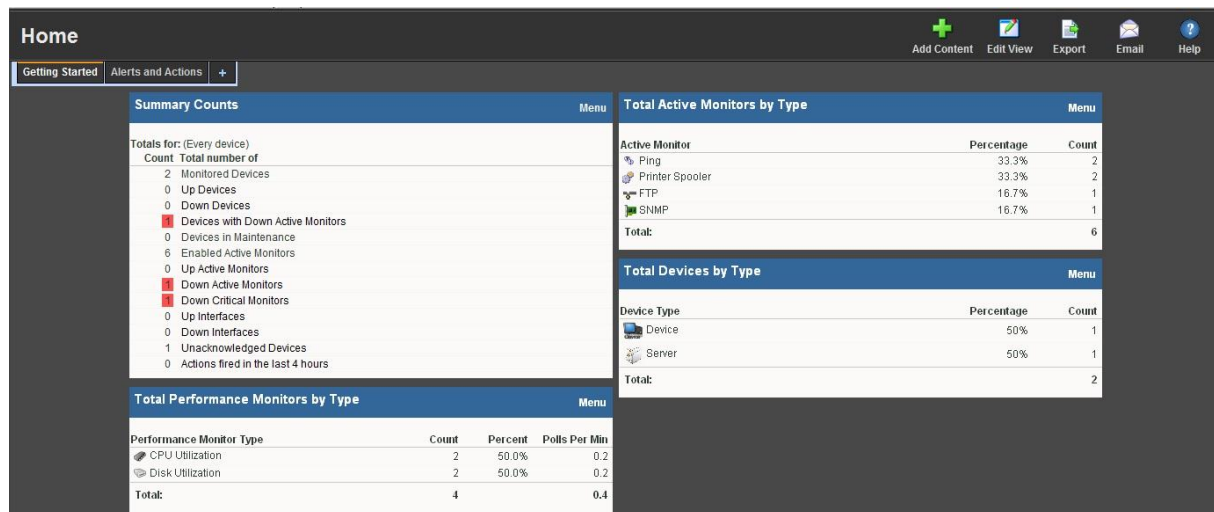 Home
Add Content Edit View Export Email Help
Getting Started Alerts and Actions +
Summary Counts Menu
Totals for: (Every device)
Count Total number of
2 Monitored Devices
0 Up Devices
0 Down Devices
1 Devices with Down Active Monitors
0 Devices in Maintenance
6 Enabled Active Monitors
0 Up Active Monitors
1 Down Active Monitors
1 Down Critical Monitors
0 Up Interfaces
0 Down Interfaces
1 Unacknowledged Devices
0 Actions fired in the last 4 hours
Total Performance Monitors by Type Menu
Performance Monitor Type Count Percent Polls Per Min
CPU Utilization 2 50.0% 0.2
Disk Utilization 2 50.0% 0.2
Total: 4 0.4
Total Active Monitors by Type Menu
Active Monitor Percentage Count
Ping 33.3% 2
Printer Spooler 33.3% 2
FTP 16.7% 1
SNMP 16.7% 1
Total: 6
Total Devices by Type Menu
Device Type Percentage Count
Device 50% 1
Server 50% 1
Total: 2